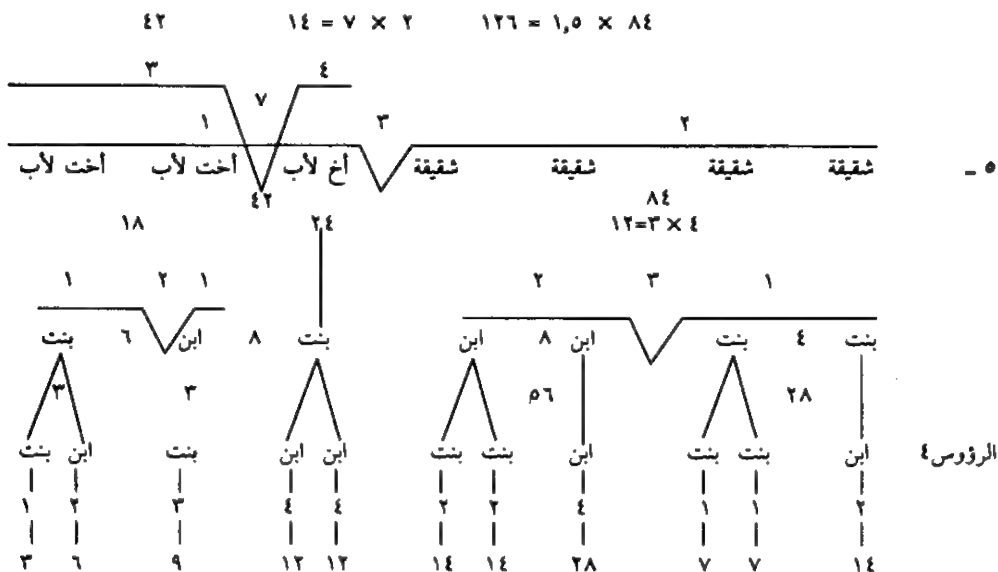 ٨٤ × ١,٥ = ١٢٦ ٢ × ٧ = ١٤ ٤٢
٤ ٣
٧
٢ ٣ ١
٥ ـ شقيقة شقيقة شقيقة شقيقة أخ لأب أخت لأب أخت لأب
٨٤ ٤٢
٤ × ٣=١٢ ٢٤ ١٨
١ ٣ ٢ ١ ٢ ١
بنت ٤ بنت ابن ٨ ابن بنت ٨ ابن ٦ بنت
٢٨ ٥٦ ٣ ٣
الرؤوس٤ ابن بنت بنت ابن بنت بنت ابن ابن بنت ابن بنت
٢ ١ ١ ٤ ٢ ٢ ٤ ٤ ٣ ٢ ١
١٤ ٧ ٧ ٢٨ ١٤ ١٤ ١٢ ١٢ ٩ ٦ ٣